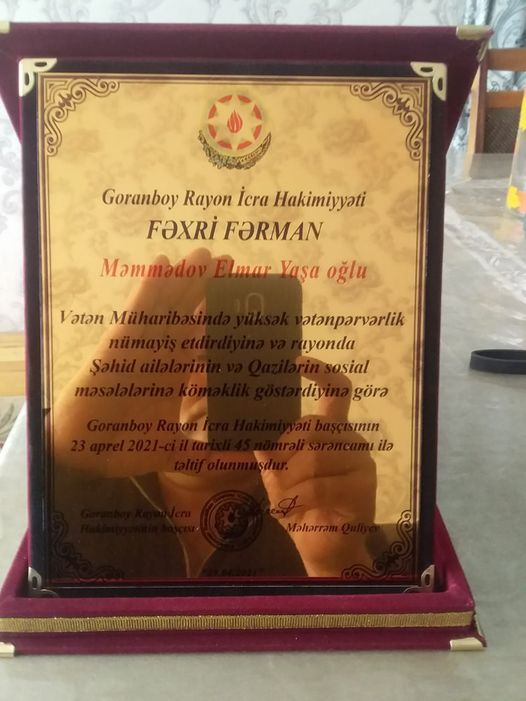 Goranboy Rayon İcra Hakimiyyəti
FƏXRİ FƏRMAN
Məmmədov Elmar Yaşa oğlu
Vətən Müharibəsində yüksək vətənpərvərlik
nümayiş etdirdiyinə və rayonda
Şəhid ailələrinin və Qazilərin sosial
məsələlərinə köməklik göstərdiyinə görə
Goranboy Rayon İcra Hakimiyyəti başçısının
23 aprel 2021-ci il tarixli 45 nömrəli sərəncamı ilə
təltif olunmuşdur.
Goranboy Rayon İcra
Hakimiyyətinin başçısı
Məhərrəm Quliyev